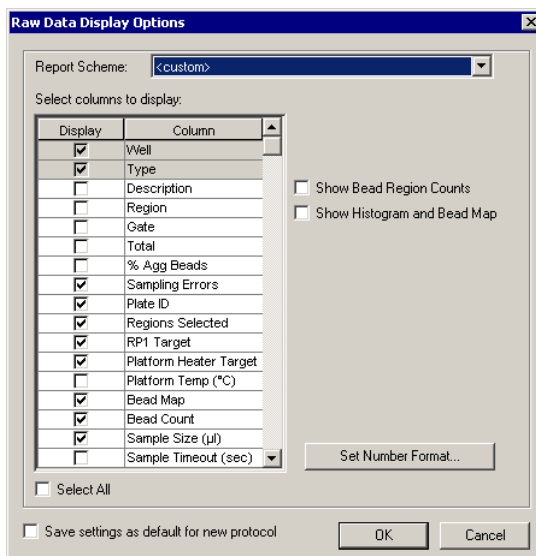 Raw Data Display Options
Report Scheme: <custom>
Select columns to display:
Display Column
Well
Type
Description
Show Bead Region Counts
Region
Show Histogram and Bead Map
Gate
Total
% Agg Beads
Sampling Errors
Plate ID
Regions Selected
RP1 Target
Platform Heater Target
Platform Temp (°C)
Bead Map
Bead Count
Sample Size (µl)
Sample Timeout (sec)
Set Number Format...
Select All
Save settings as default for new protocol
OK Cancel